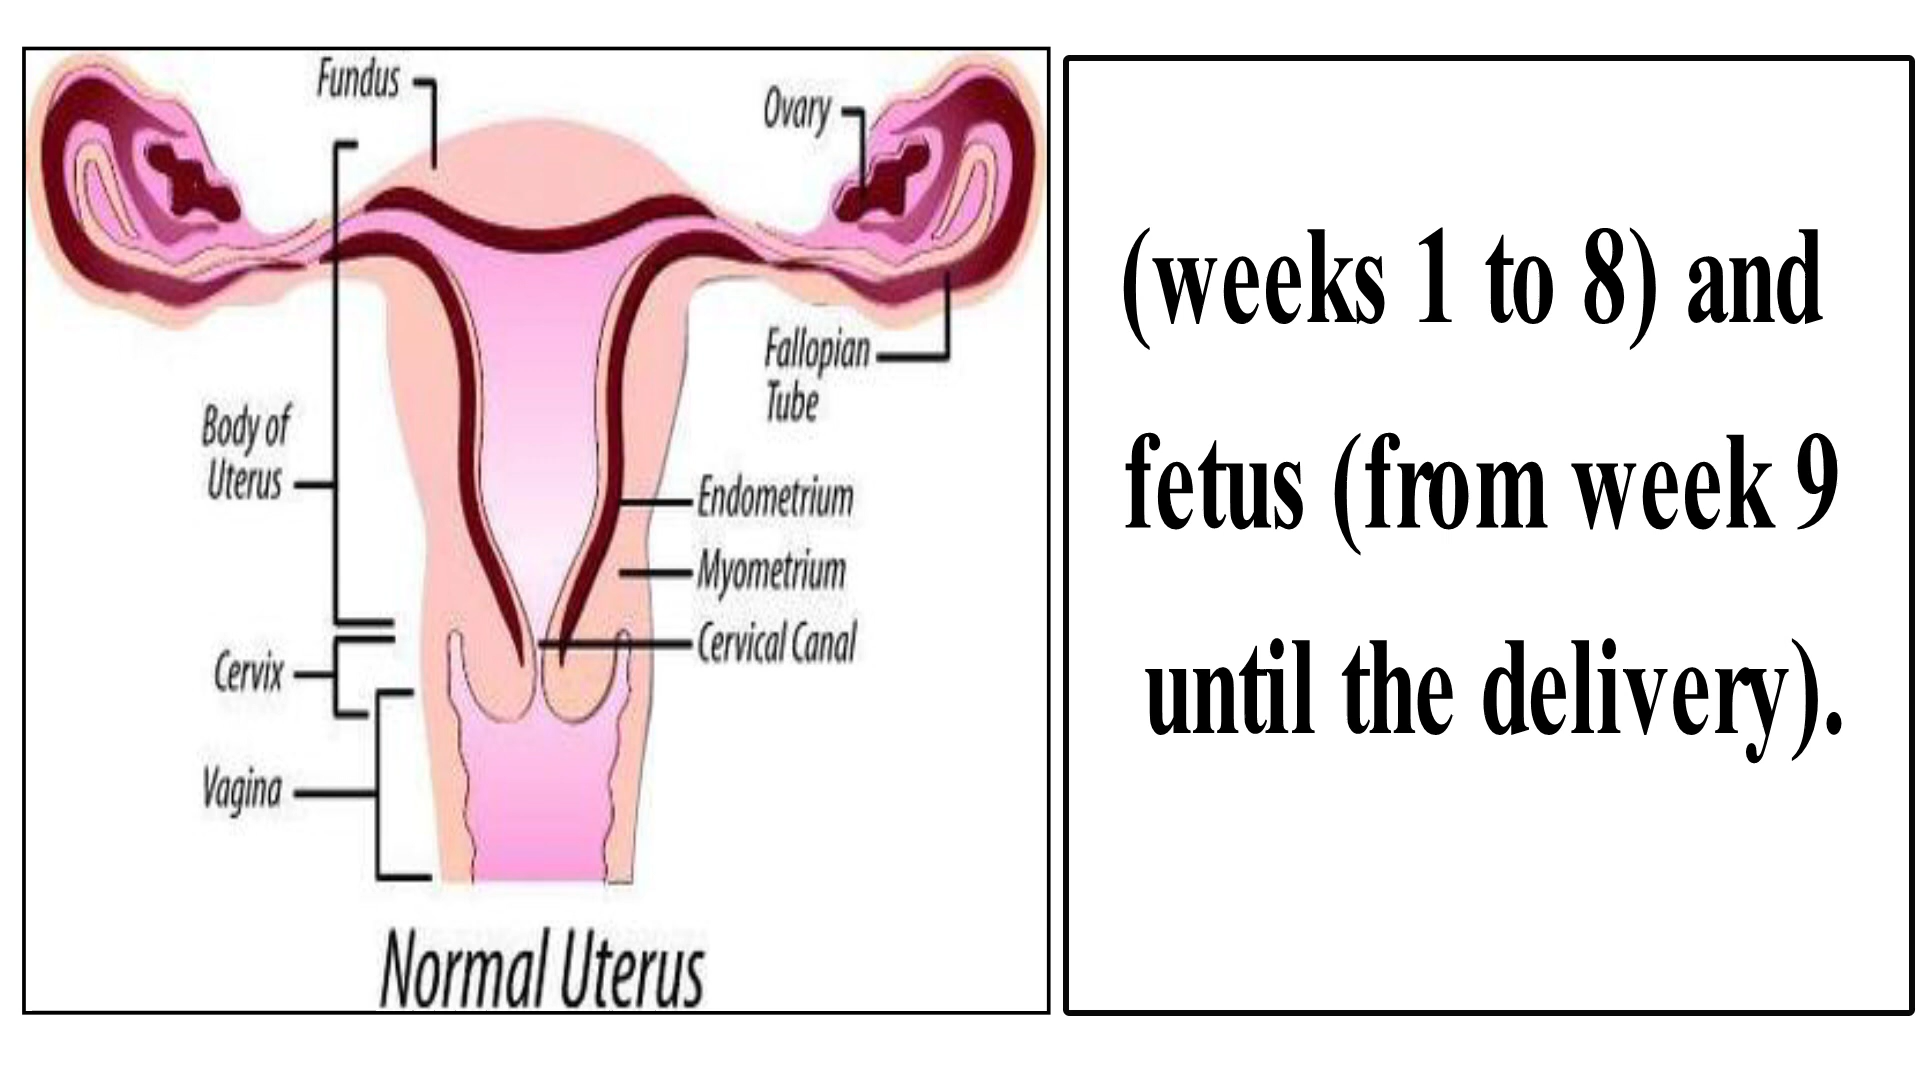 Fundus
Ovary
Fallopian
Tube
Body of
Uterus
Endometrium
Myometrium
Cervical Canal
Cervix
Vagina
Normal Uterus
(weeks 1 to 8) and
fetus (from week 9
until the delivery).